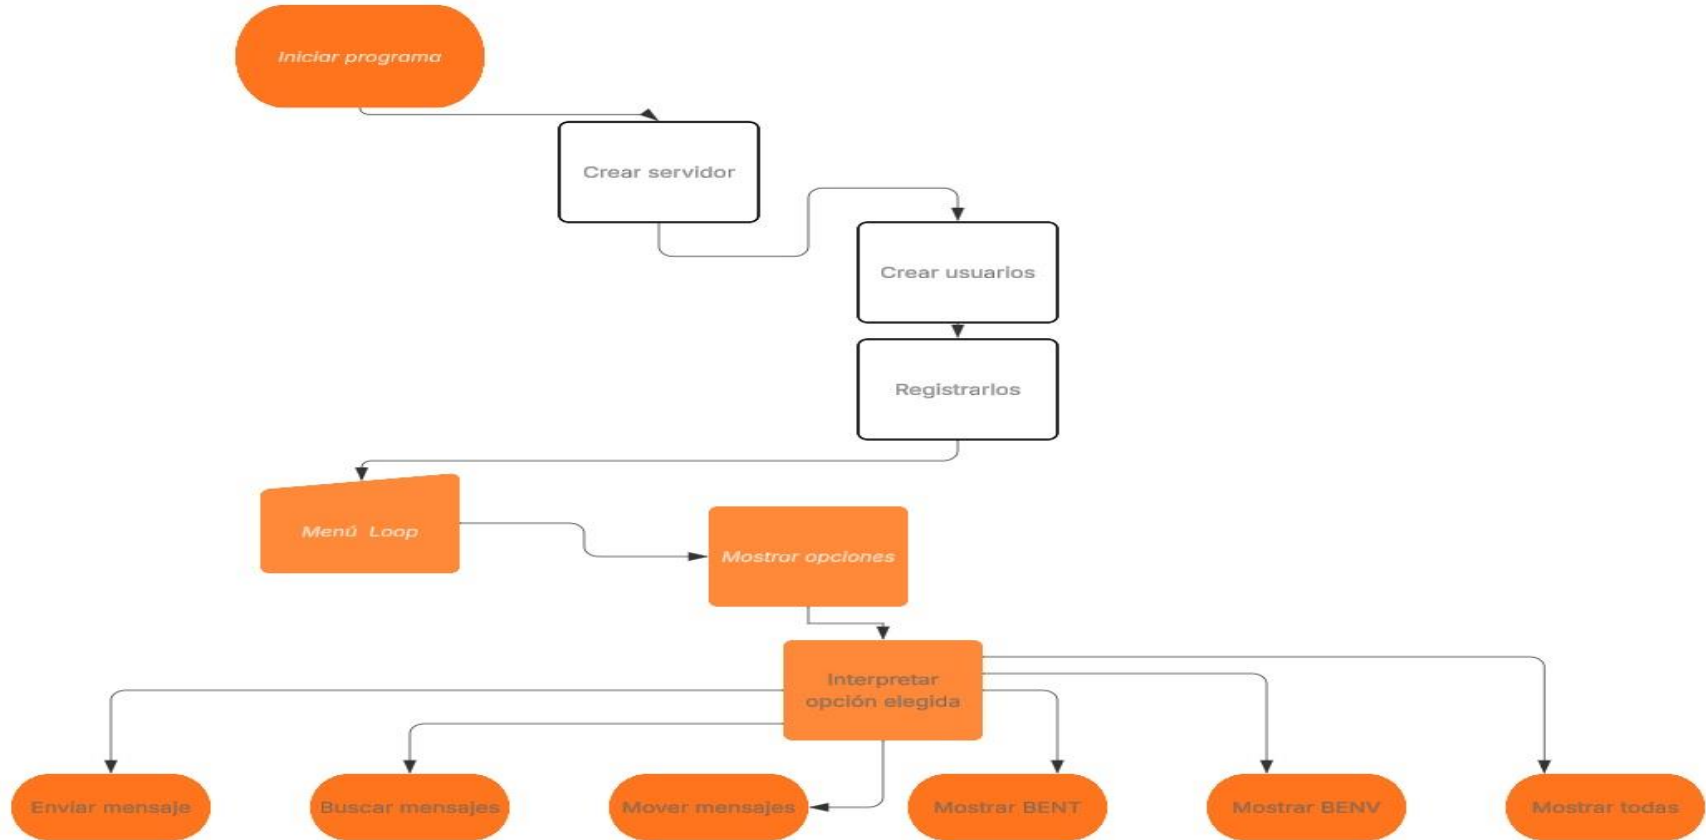 Iniciar programa
Crear servidor
Crear usuarios
Registrarlos
Menú Loop
Mostrar opciones
Interpretar
opción elegida
Enviar mensaje
Buscar mensajes
Mover mensajes
Mostrar BENT
Mostrar BENV
Mostrar todas